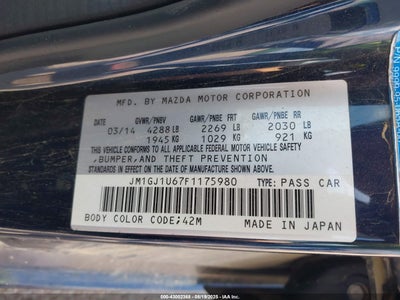 MFD. BY MAZDA MOTOR CORPORATION
DATE GVWR/PNBV GAWR/PNBE FRT GAWR/PNBE RR
03/14 4288 LB 2269 LB 2030 LB
1945 KG 1029 KG 921 KG
THIS VEHICLE CONFORMS TO ALL APPLICABLE FEDERAL MOTOR VEHICLE SAFETY,
BUMPER, AND THEFT PREVENTION
STANDARDS IN EFFECT ON THE DATE OF MANUFACTURE SHOWN ABOVE.
JM1GJ1U67F1175980 TYPE: PASS CAR
BODY COLOR CODE;42M MADE IN JAPAN